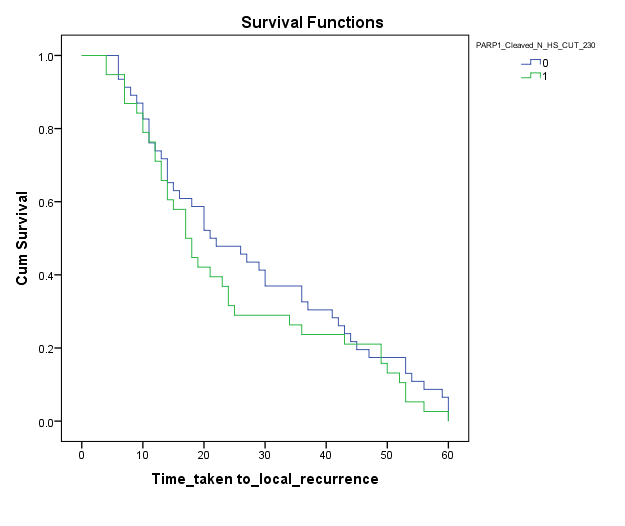 Survival Functions
PARP1_Cleaved_N_HS_CUT_230
0
1
1.0
0.8
0.6
0.4
0.2
0.0
Cum Survival
0 10 20 30 40 50 60
Time_taken to_local_recurrence